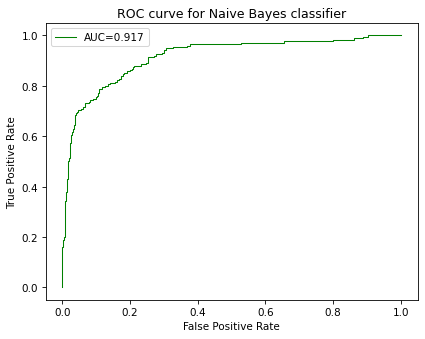 ROC curve for Naive Bayes classifier
AUC=0.917
True Positive Rate
1.0
0.8
0.6
0.4
0.2
0.0
0.0 0.2 0.4 0.6 0.8 1.0
False Positive Rate